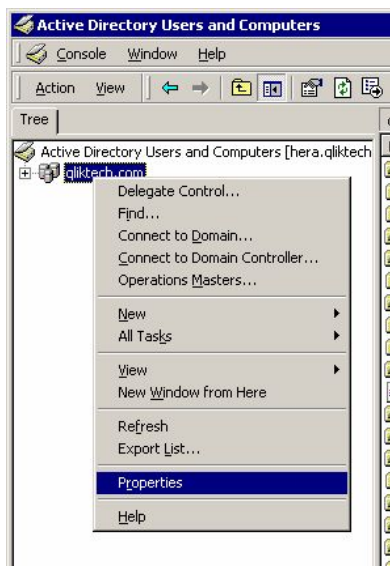 Active Directory Users and Computers
Console Window Help
Action View
Tree
Active Directory Users and Computers [hera.qliktech
qliktech.com
Delegate Control...
Find...
Connect to Domain...
Connect to Domain Controller...
Operations Masters...
New
All Tasks
View
New Window from Here
Refresh
Export List...
Properties
Help